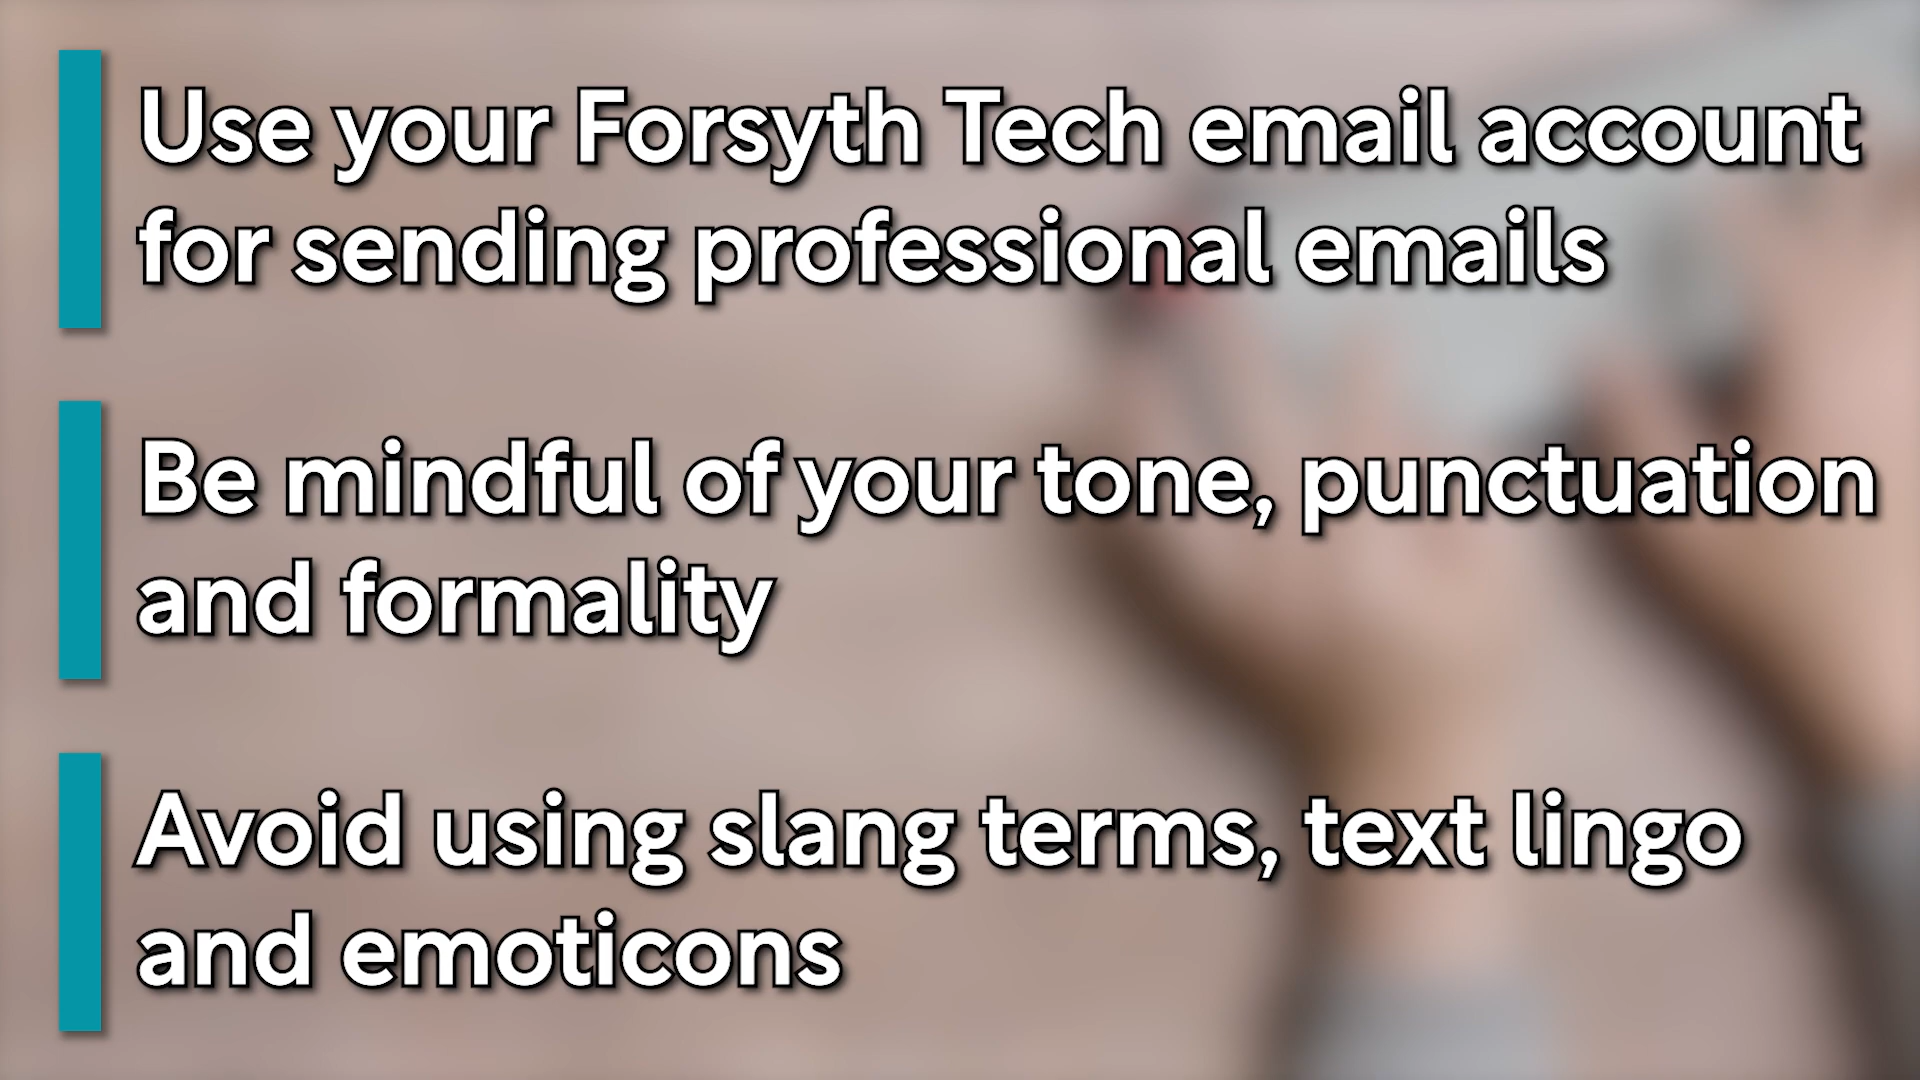 Use your Forsyth Tech email account
for sending professional emails
Be mindful of your tone, punctuation
and formality
Avoid using slang terms, text lingo
and emoticons